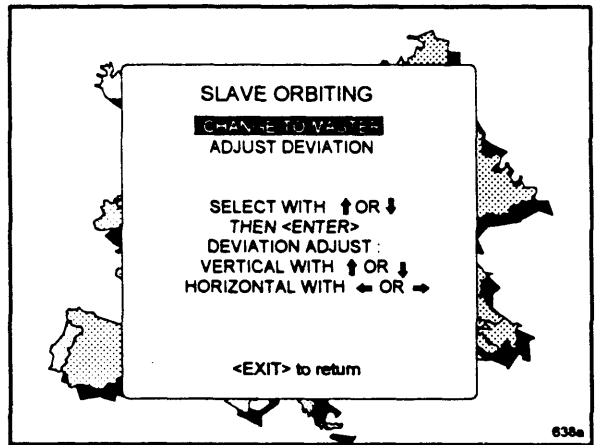 SLAVE ORBITING
CHANGE TO MASTER
ADJUST DEVIATION
SELECT WITH ↑ OR ↓
THEN <ENTER>
DEVIATION ADJUST :
VERTICAL WITH ↑ OR ↓
HORIZONTAL WITH ← OR →
<EXIT> to return
638a